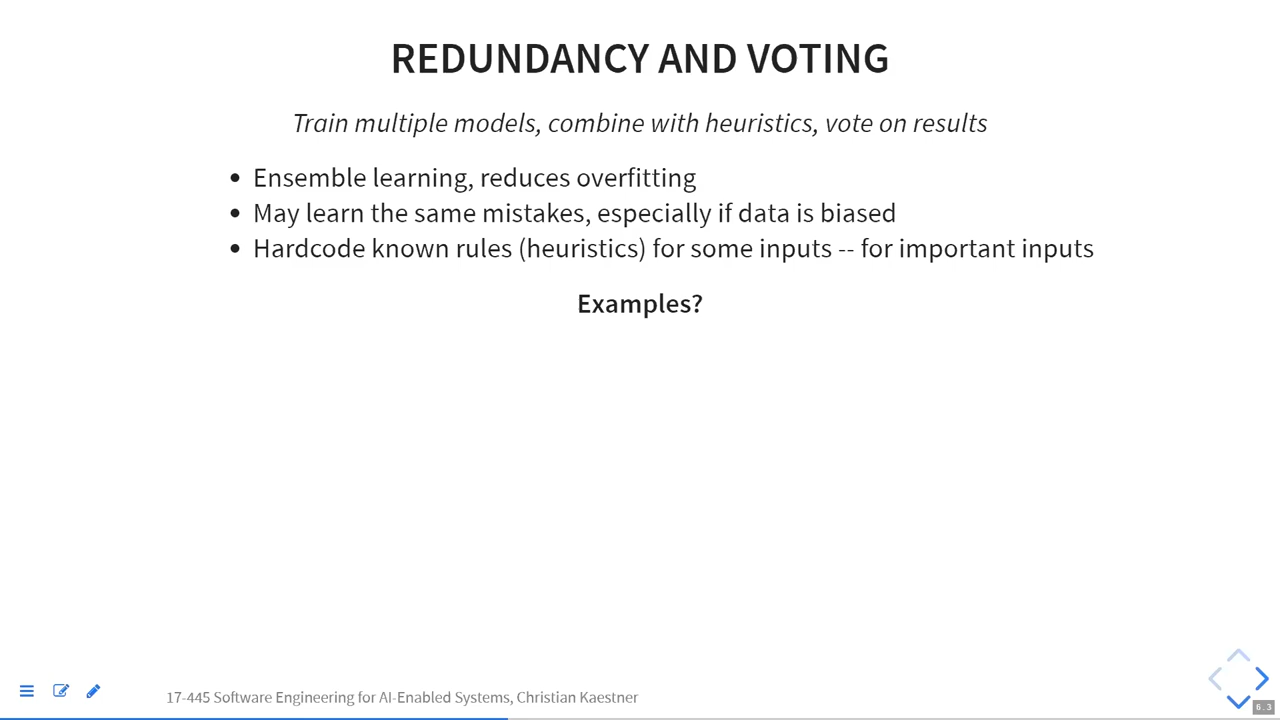 REDUNDANCY AND VOTING
Train multiple models, combine with heuristics, vote on results
• Ensemble learning, reduces overfitting
• May learn the same mistakes, especially if data is biased
• Hardcode known rules (heuristics) for some inputs -- for important inputs
Examples?
17-445 Software Engineering for AI-Enabled Systems, Christian Kaestner
6.3